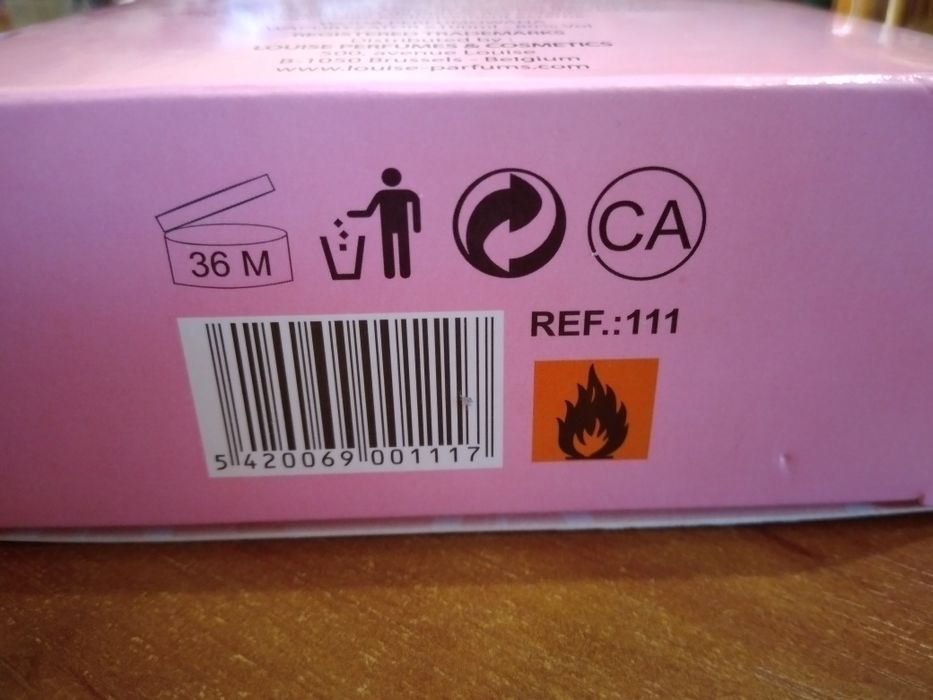 REGISTERED TRADEMARKS
LOUISE PERFUMES & COSMETICS
500, avenue Louise
B-1050 Brussels - Belgium
www.louise-parfums.com
36 M
CA
REF.:111
5 420069 001117